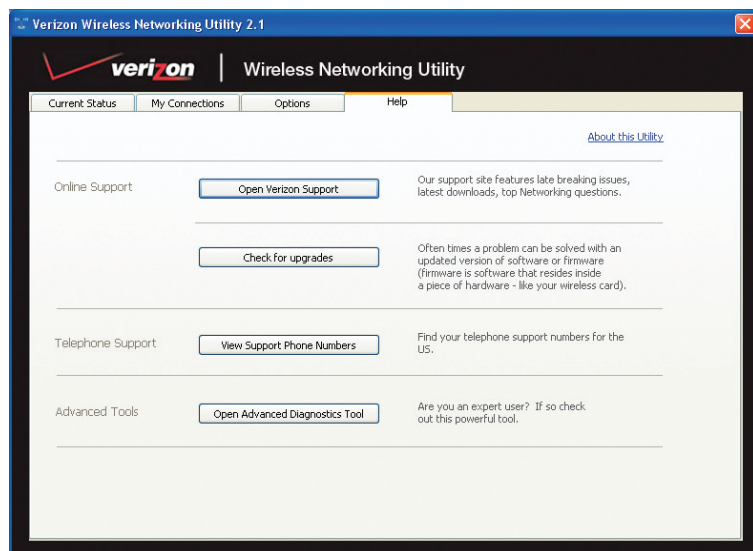 Verizon Wireless Networking Utility 2.1
verizon | Wireless Networking Utility
Current Status My Connections Options Help
About this Utility
Online Support
Open Verizon Support
Our support site features late breaking issues,
latest downloads, top Networking questions.
Check for upgrades
Often times a problem can be solved with an
updated version of software or firmware
(firmware is software that resides inside
a piece of hardware - like your wireless card).
Telephone Support
View Support Phone Numbers
Find your telephone support numbers for the
US.
Advanced Tools
Open Advanced Diagnostics Tool
Are you an expert user? If so check
out this powerful tool.